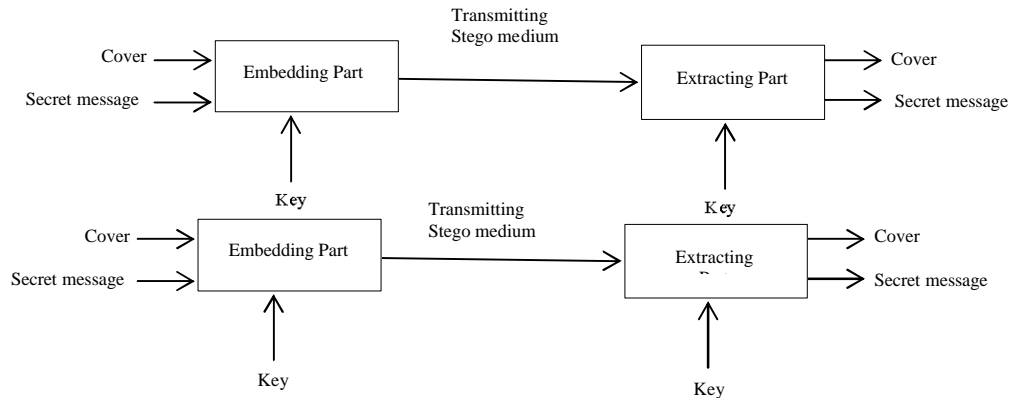 Transmitting
Stego medium
Cover
Embedding Part
Extracting Part
Cover
Secret message
Secret message
Key
Key
Transmitting
Stego medium
Cover
Embedding Part
Extracting
Cover
Secret message
Secret message
Key
Key